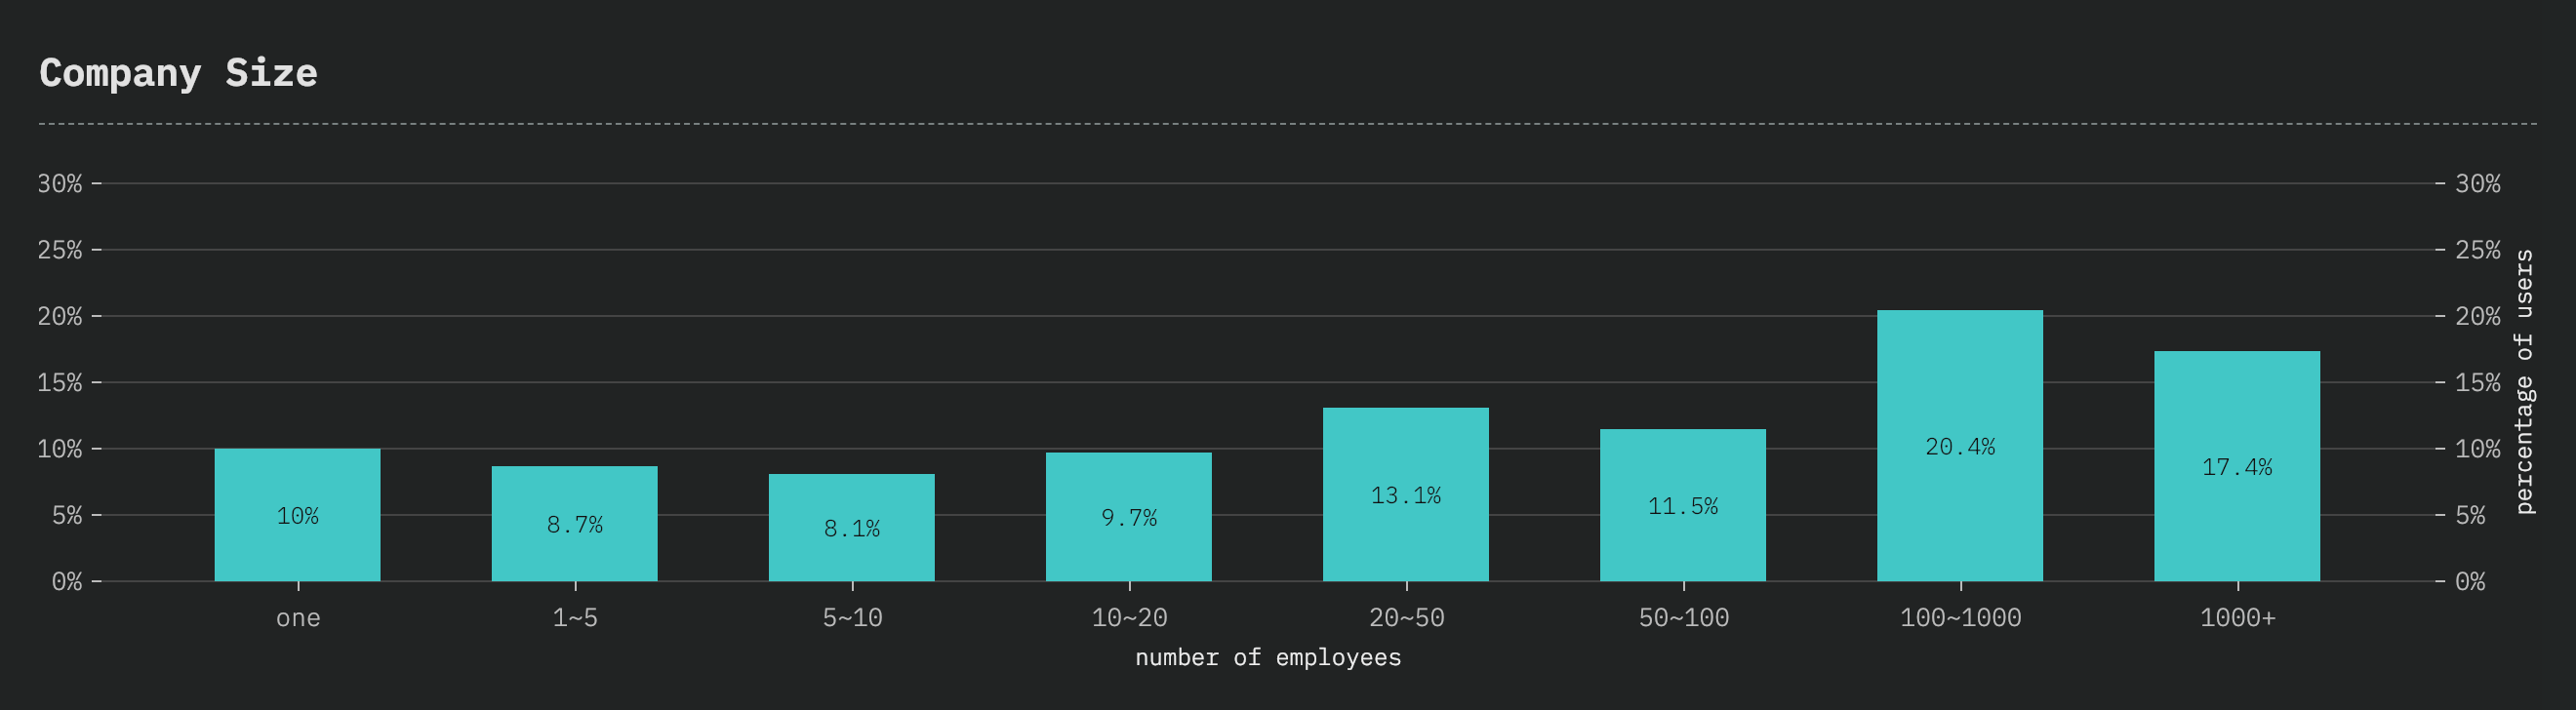 Company Size
30% 30%
25% 25%
20% 20%
15% 15%
10% 10%
5% 5%
0% 0%
percentage of users
10% 8.7% 8.1% 9.7% 13.1% 11.5% 20.4% 17.4%
one 1~5 5~10 10~20 20~50 50~100 100~1000 1000+
number of employees